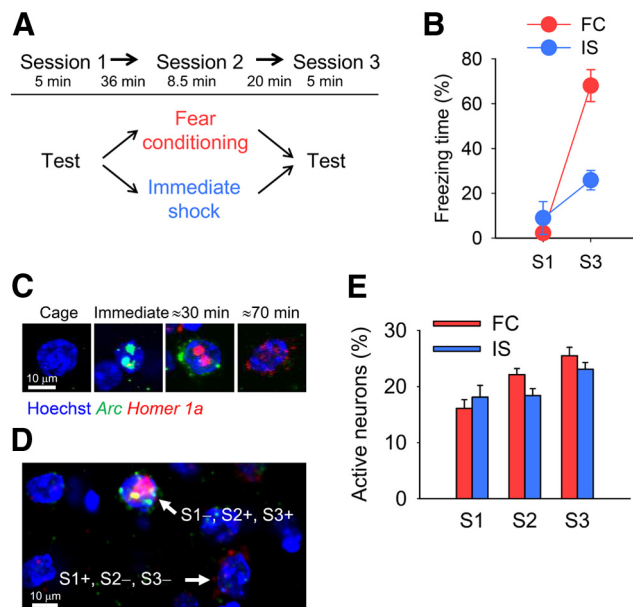 A
Session 1 → Session 2 → Session 3
5 min 36 min 8.5 min 20 min 5 min
Fear
conditioning
Test
Test
Immediate
shock
B
FC
IS
Freezing time (%)
80
60
40
20
0
S1 S3
C
Cage Immediate ≈30 min ≈70 min
10 μm
Hoechst Arc Homer 1a
D
S1–, S2+, S3+
S1+, S2–, S3–
10 μm
E
FC
IS
Active neurons (%)
30
20
10
0
S1 S2 S3